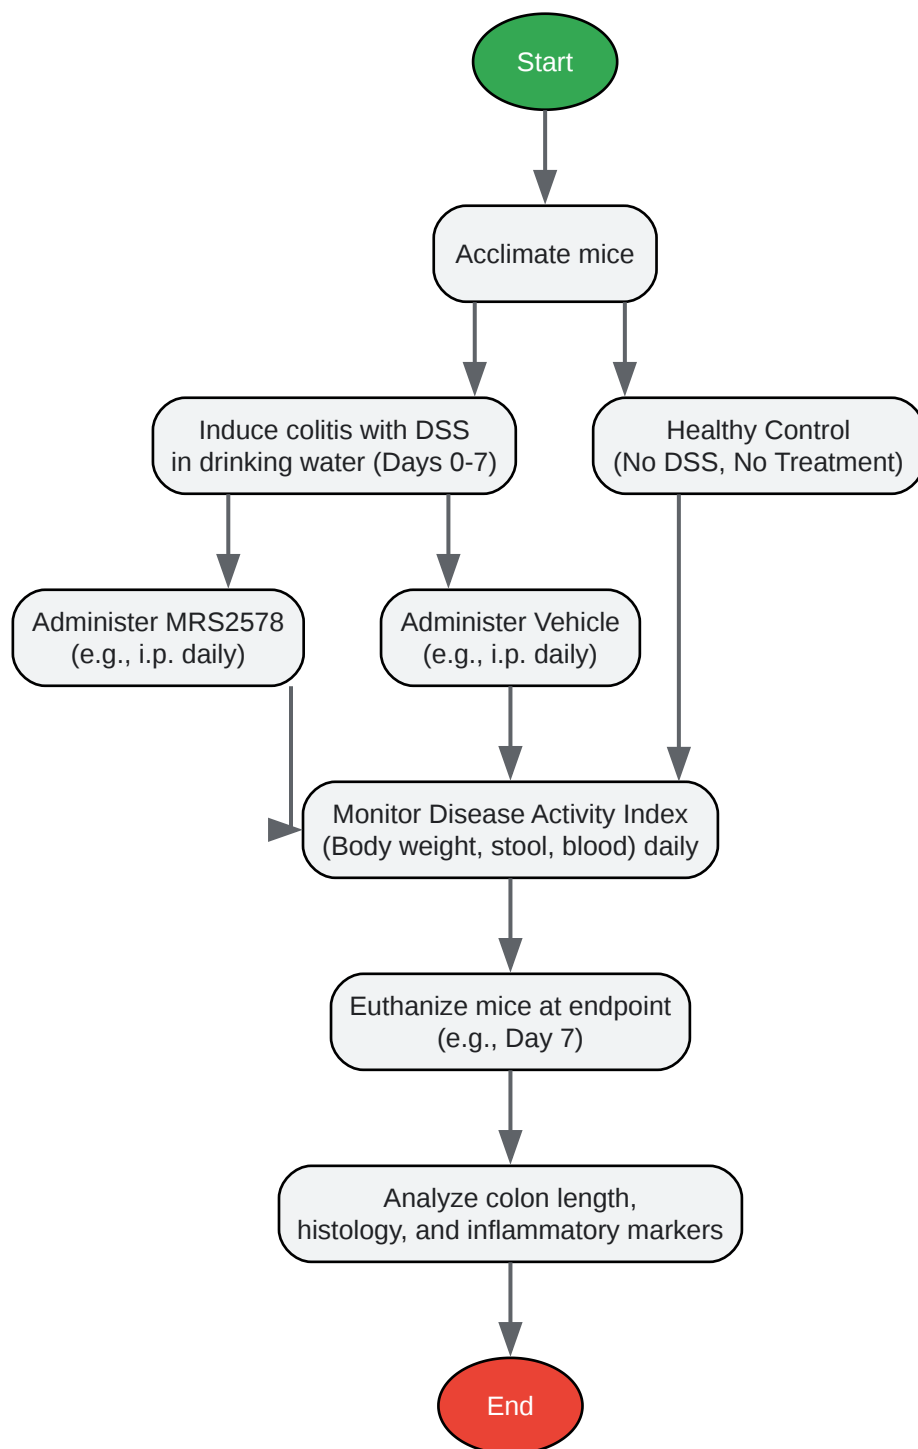 Start
Acclimate mice
Induce colitis with DSS
in drinking water (Days 0-7)
Healthy Control
(No DSS, No Treatment)
Administer MRS2578
(e.g., i.p. daily)
Administer Vehicle
(e.g., i.p. daily)
Monitor Disease Activity Index
(Body weight, stool, blood) daily
Euthanize mice at endpoint
(e.g., Day 7)
Analyze colon length,
histology, and inflammatory markers
End